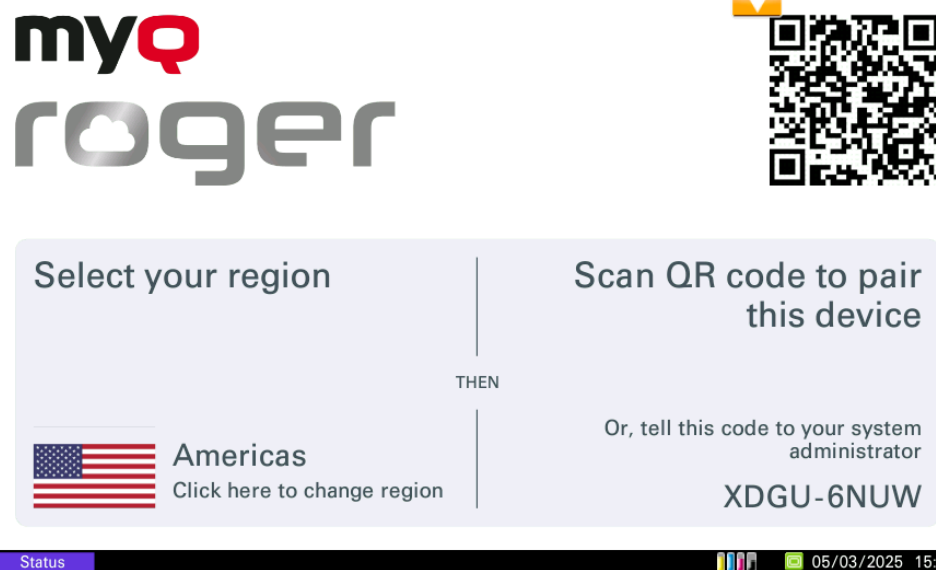 myQ
roger
Select your region
Scan QR code to pair
this device
THEN
Americas
Click here to change region
Or, tell this code to your system
administrator
XDGU-6NUW
Status
05/03/2025 15: